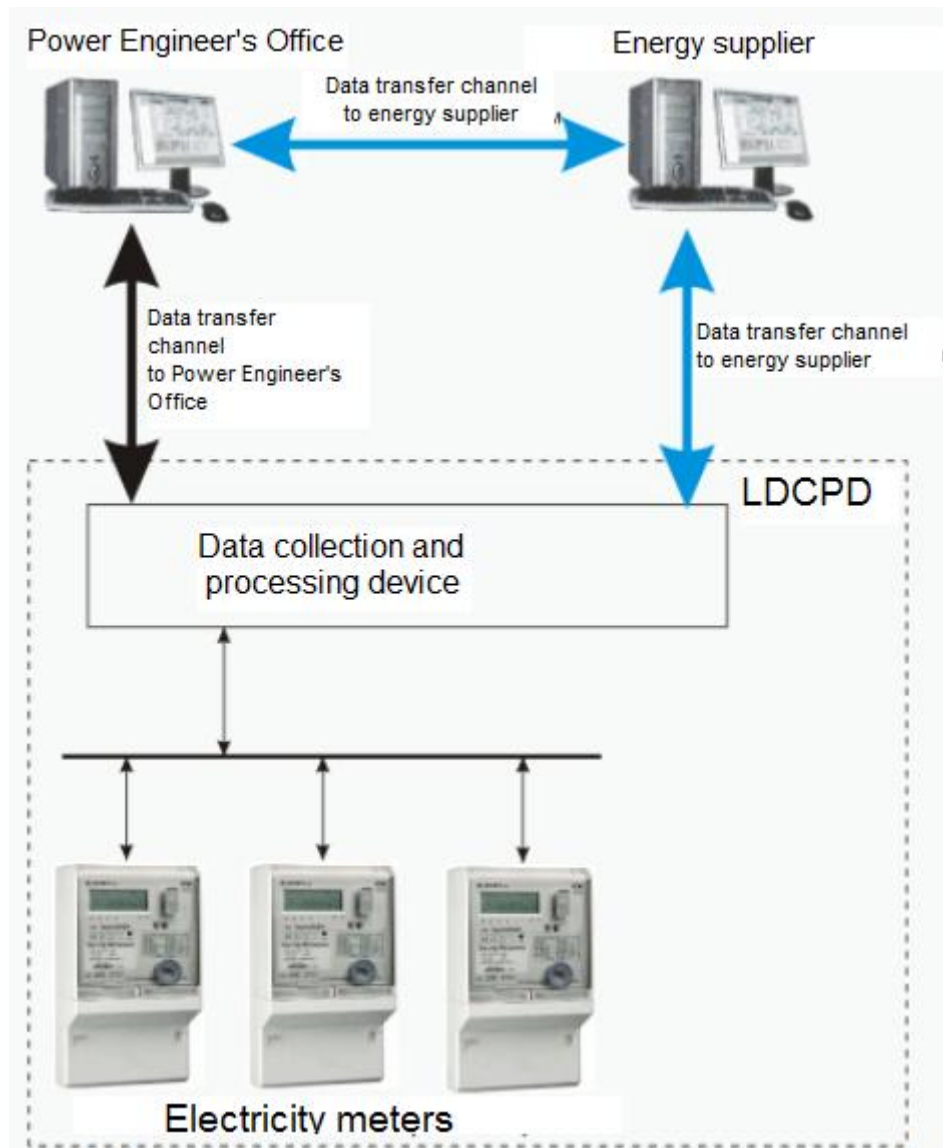 Power Engineer's Office
Energy supplier
Data transfer channel
to energy supplier
Data transfer
channel
to Power Engineer's
Office
Data transfer channel
to energy supplier
LDCPD
Data collection and
processing device
Electricity meters